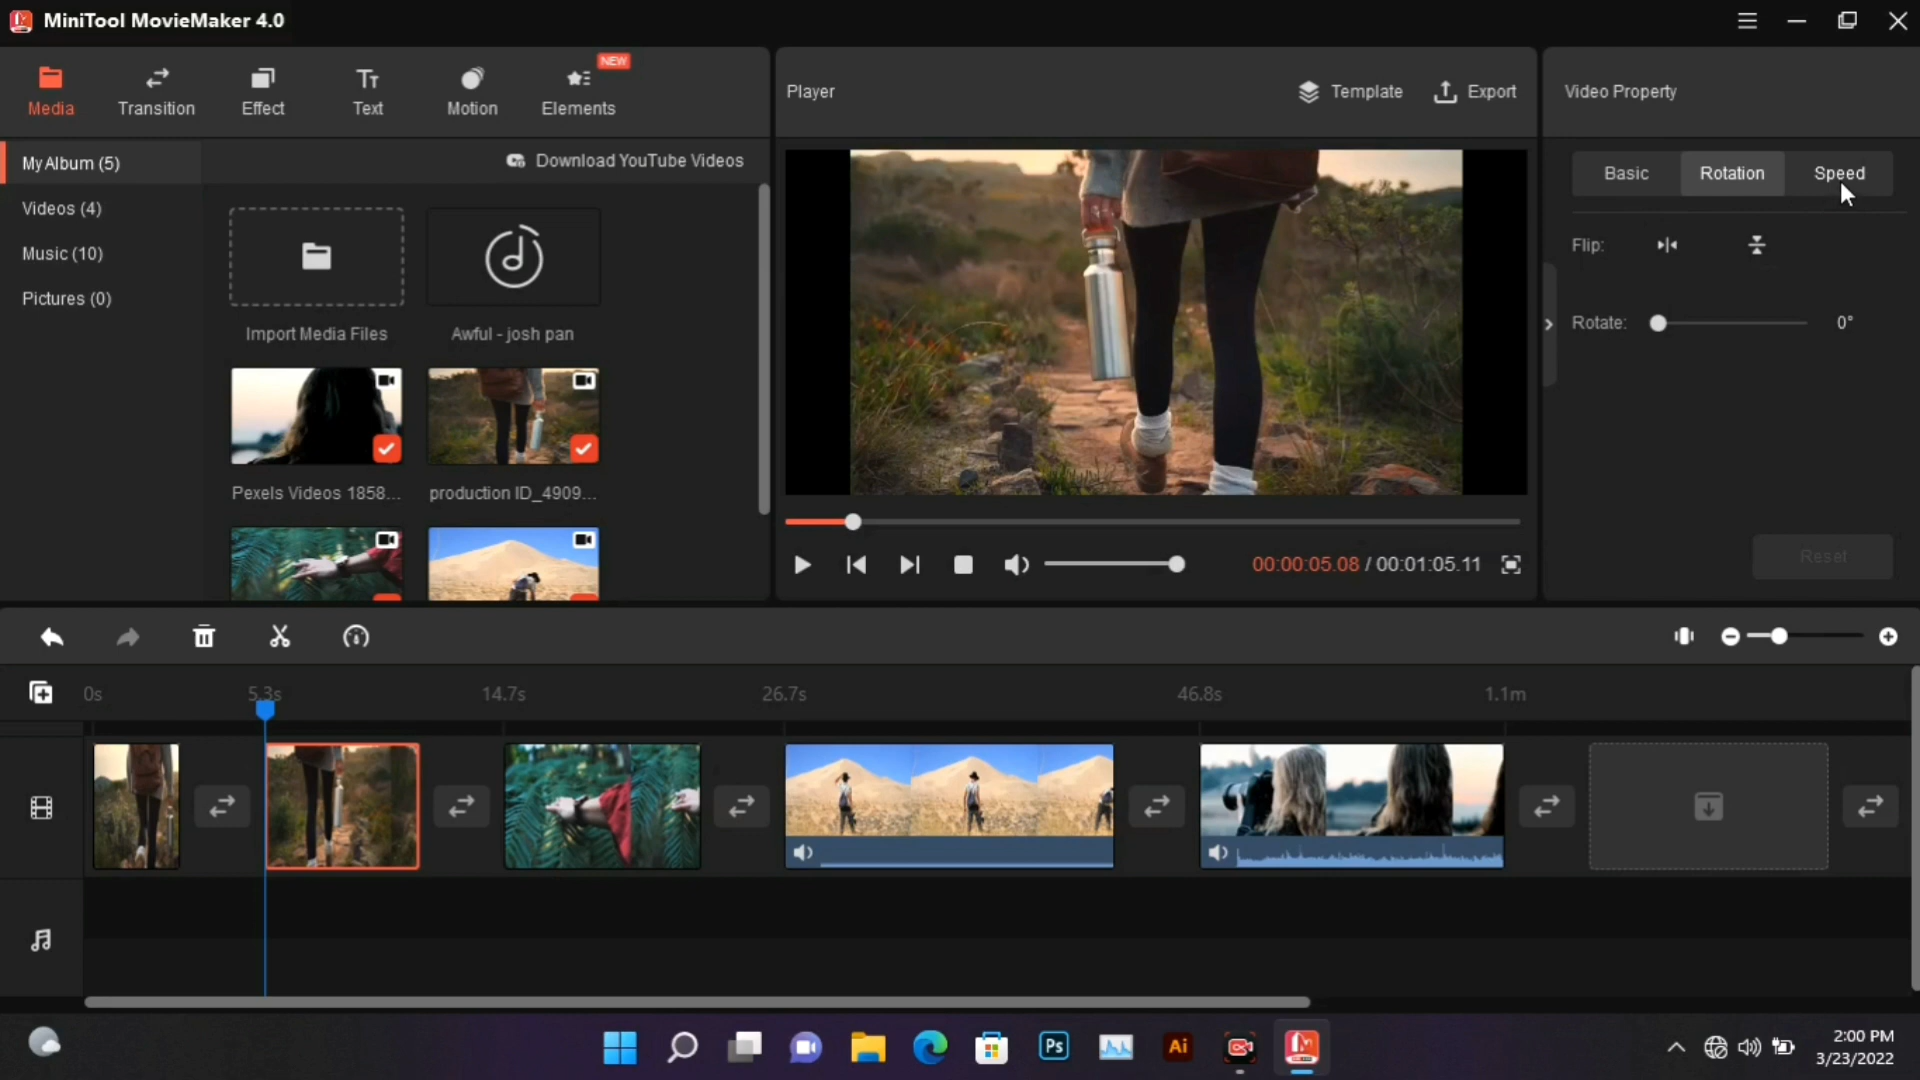 MiniTool MovieMaker 4.0
Media
Transition
Effect
Text
Motion
Elements
NEW
My Album (5)
Videos (4)
Music (10)
Pictures (0)
Download YouTube Videos
Import Media Files
Awful - josh pan
Pexels Videos 1858...
production ID_4909...
Player
Template
Export
00:00:05.08 / 00:01:05.11
Video Property
Basic
Rotation
Speed
Flip:
Rotate:
0°
Reset
0s
5.3s
14.7s
26.7s
46.8s
1.1m
Ps
Ai
2:00 PM
3/23/2022